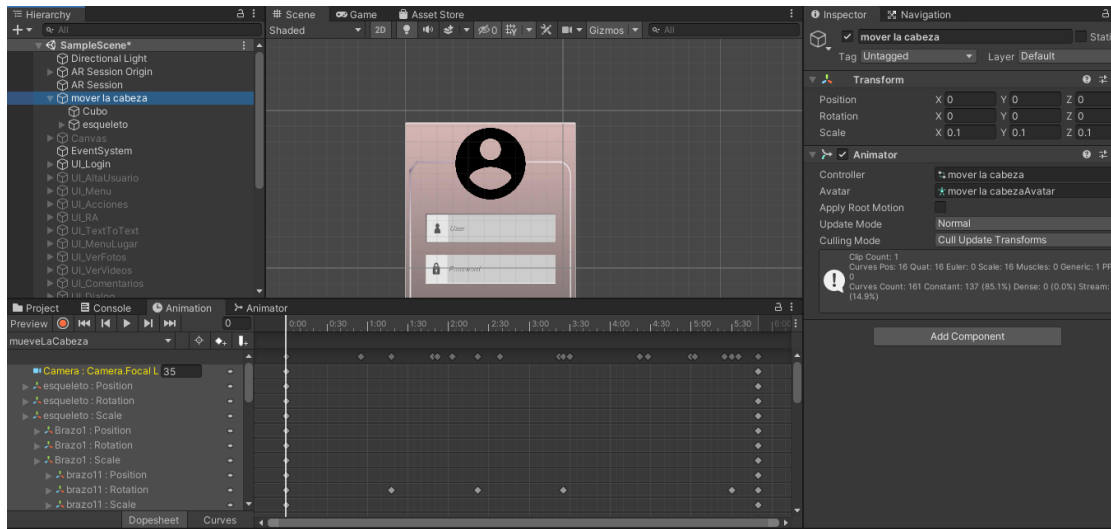 Hierarchy
All
SampleScene*
Directional Light
AR Session Origin
AR Session
mover la cabeza
Cubo
esqueleto
Canvas
EventSystem
UI_Login
UI_AltaUsuario
UI_Menu
UI_Acciones
UI_RA
UI_TextToText
UI_MenuLugar
UI_VerFotos
UI_VerVideos
UI_Comentarios
UI_Dialog
Scene Game Asset Store
Shaded 2D 0 Gizmos All
User
Password
Inspector Navigation
mover la cabeza Stati
Tag Untagged Layer Default
Transform
Position X 0 Y 0 Z 0
Rotation X 0 Y 0 Z 0
Scale X 0.1 Y 0.1 Z 0.1
Animator
Controller mover la cabeza
Avatar mover la cabezaAvatar
Apply Root Motion
Update Mode Normal
Culling Mode Cull Update Transforms
Clip Count: 1
Curves Pos: 16 Quat: 16 Euler: 0 Scale: 16 Muscles: 0 Generic: 1 PP
0
Curves Count: 161 Constant: 137 (85.1%) Dense: 0 (0.0%) Stream:
(14.9%)
Add Component
Project Console Animation Animator
Preview 0 0:00 0:30 1:00 1:30 2:00 2:30 3:00 3:30 4:00 4:30 5:00 5:30 6:00
mueveLaCabeza
Camera : Camera.Focal L 35
esqueleto : Position
esqueleto : Rotation
esqueleto : Scale
Brazo1 : Position
Brazo1 : Rotation
Brazo1 : Scale
brazo11 : Position
brazo11 : Rotation
brazo11 : Scale
Dopesheet Curves